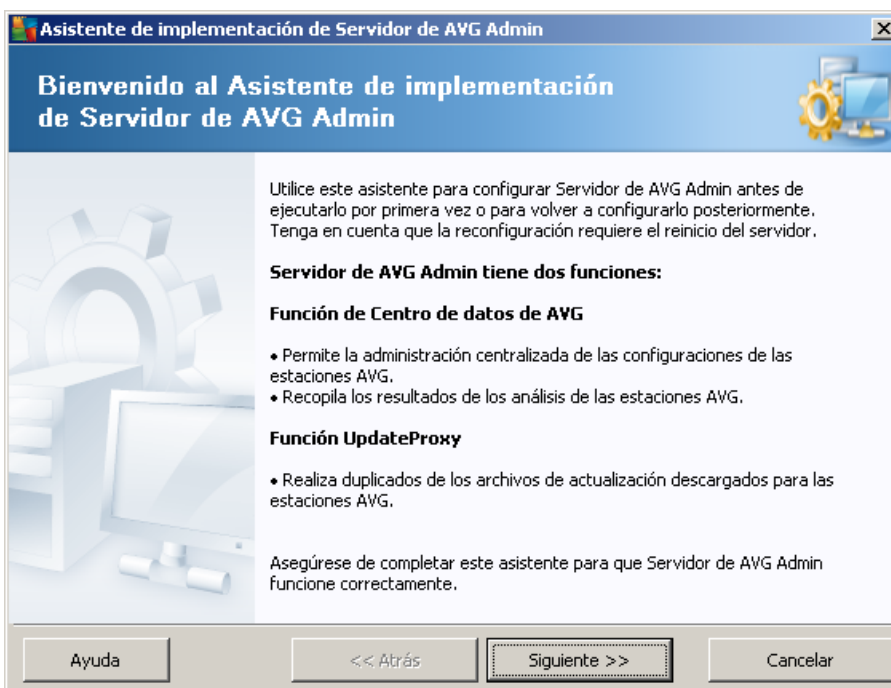 Asistente de implementación de Servidor de AVG Admin
Bienvenido al Asistente de implementación
de Servidor de AVG Admin
Utilice este asistente para configurar Servidor de AVG Admin antes de
ejecutarlo por primera vez o para volver a configurarlo posteriormente.
Tenga en cuenta que la reconfiguración requiere el reinicio del servidor.
Servidor de AVG Admin tiene dos funciones:
Función de Centro de datos de AVG
• Permite la administración centralizada de las configuraciones de las
estaciones AVG.
• Recopila los resultados de los análisis de las estaciones AVG.
Función UpdateProxy
• Realiza duplicados de los archivos de actualización descargados para las
estaciones AVG.
Asegúrese de completar este asistente para que Servidor de AVG Admin
funcione correctamente.
Ayuda << Atrás Siguiente >> Cancelar